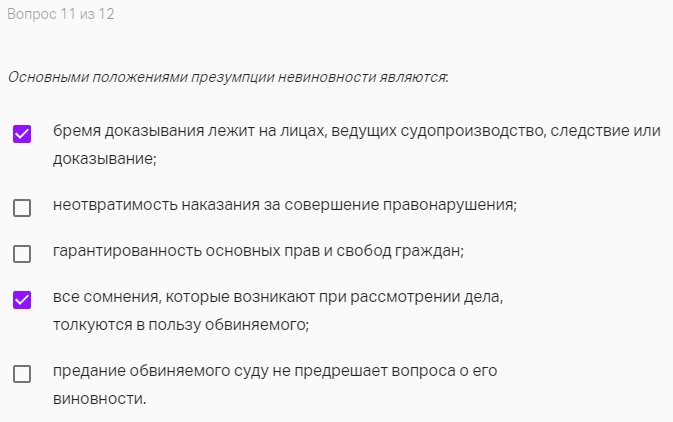 Вопрос 11 из 12
Основными положениями презумпции невиновности являются:
бремя доказывания лежит на лицах, ведущих судопроизводство, следствие или
доказывание;
неотвратимость наказания за совершение правонарушения;
гарантированность основных прав и свобод граждан;
все сомнения, которые возникают при рассмотрении дела,
толкуются в пользу обвиняемого;
предание обвиняемого суду не предрешает вопроса о его
виновности.